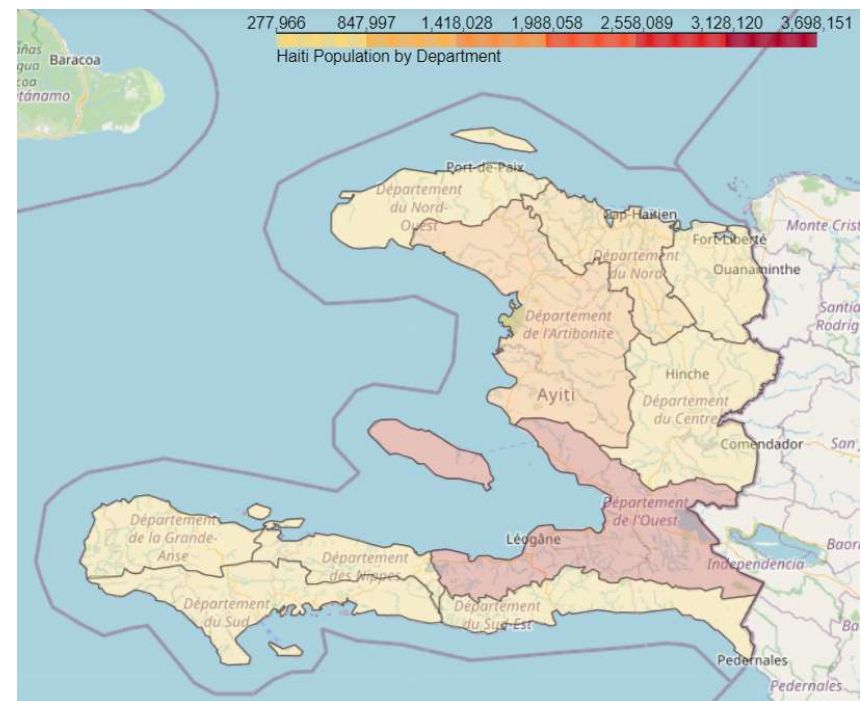 277,966 847,997 1,418,028 1,988,058 2,558,089 3,128,120 3,698,151
Haiti Population by Department
Baracoa
Port-de-Paix
Département
du Nord-
Ouest
Cap-Haïtien
Monte Crist
Fort-Liberté
Département
du Nord
Ouanaminthe
Département
de l'Artibonite
Hinche
Ayiti
Département
du Centre
Comendador
San J
Département
de l'Ouest
Département
de la Grande-
Anse
Léogâne
Independencia
Département
des Nippes
Département
du Sud
Département
du Sud-Est
Pedernales
Pedernales